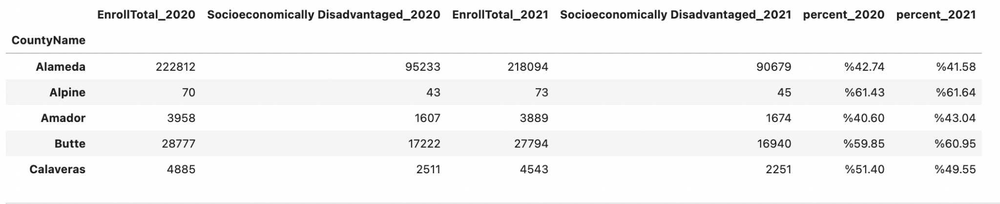 EnrollTotal_2020 Socioeconomically Disadvantaged_2020 EnrollTotal_2021 Socioeconomically Disadvantaged_2021 percent_2020 percent_2021
CountyName
Alameda 222812 95233 218094 90679 %42.74 %41.58
Alpine 70 43 73 45 %61.43 %61.64
Amador 3958 1607 3889 1674 %40.60 %43.04
Butte 28777 17222 27794 16940 %59.85 %60.95
Calaveras 4885 2511 4543 2251 %51.40 %49.55